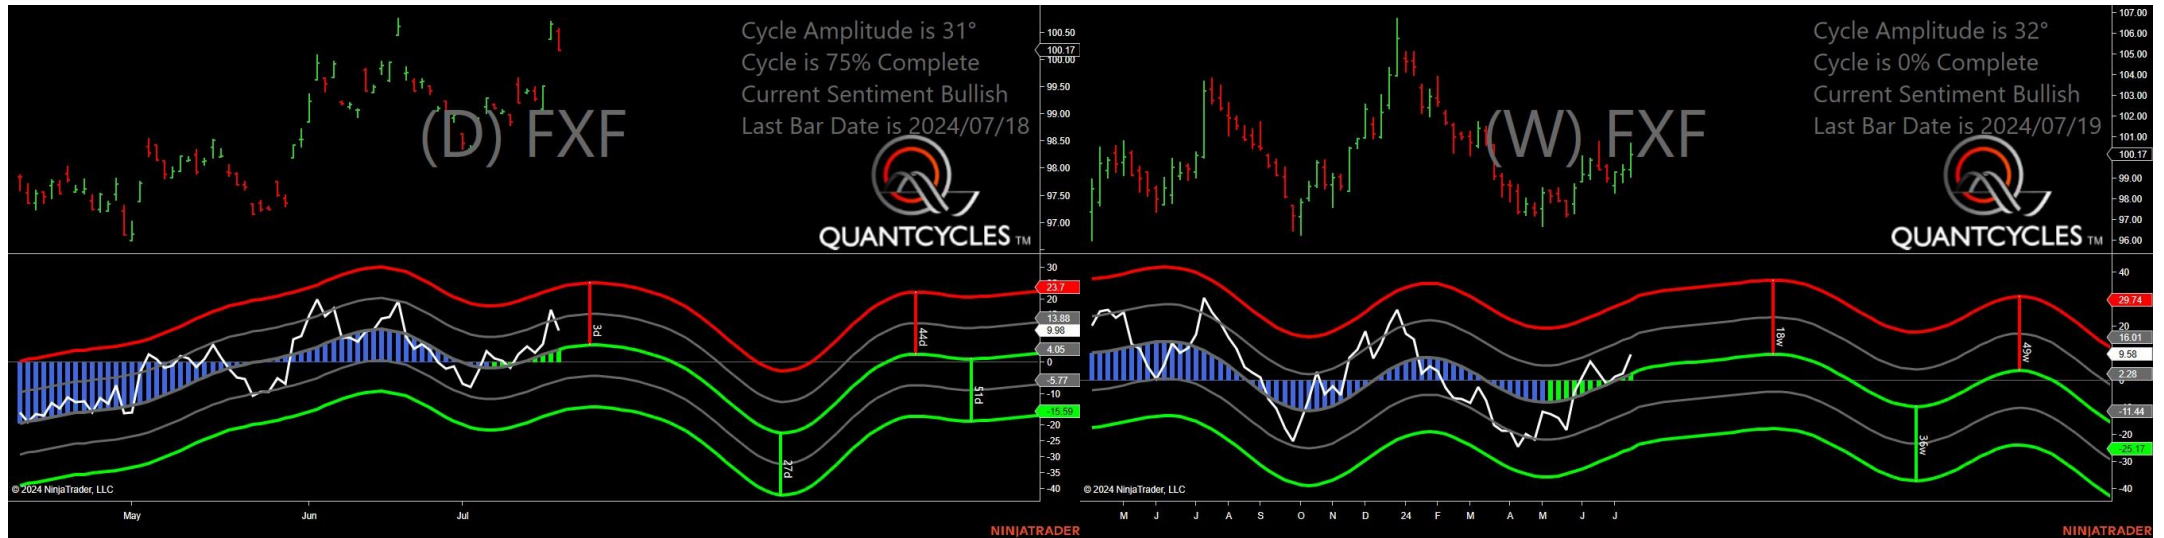 Cycle Amplitude is 31°
Cycle is 75% Complete
Current Sentiment Bullish
Last Bar Date is 2024/07/18
(D) FXF
QUANTCYCLES TM
100.50
100.17
100.00
99.50
99.00
98.50
98.00
97.50
97.00
30
23.7
20
13.88
9.98
4.05
0
-5.77
-10
-15.59
-20
-25
-30
-35
-40
3d
27d
44d
51d
© 2024 NinjaTrader, LLC
May Jun Jul
NINJATRADER
Cycle Amplitude is 32°
Cycle is 0% Complete
Current Sentiment Bullish
Last Bar Date is 2024/07/19
(W) FXF
QUANTCYCLES TM
107.00
106.00
105.00
104.00
103.00
102.00
101.00
100.17
99.00
98.00
97.00
96.00
40
29.74
20
16.01
9.58
2.28
-11.44
-20
-25.17
-30
-40
18w
36w
49w
© 2024 NinjaTrader, LLC
M J J A S O N D 24 F M A M J J
NINJATRADER